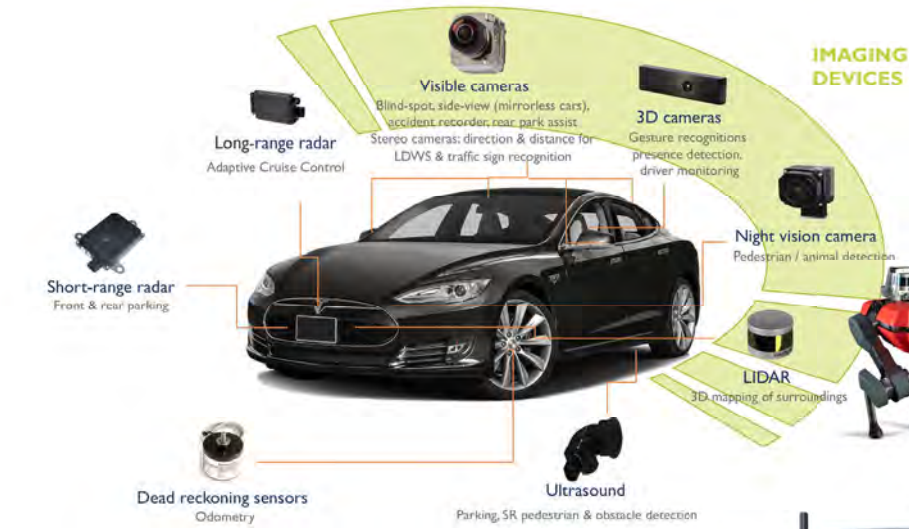 IMAGING
DEVICES
Visible cameras
Blind-spot, side-view (mirrorless cars),
accident recorder, rear park assist
Stereo cameras: direction & distance for
LDWS & traffic sign recognition
3D cameras
Gesture recognitions
presence detection,
driver monitoring
Long-range radar
Adaptive Cruise Control
Night vision camera
Pedestrian / animal detection
Short-range radar
Front & rear parking
LIDAR
3D mapping of surroundings
Dead reckoning sensors
Odometry
Ultrasound
Parking, SR pedestrian & obstacle detection